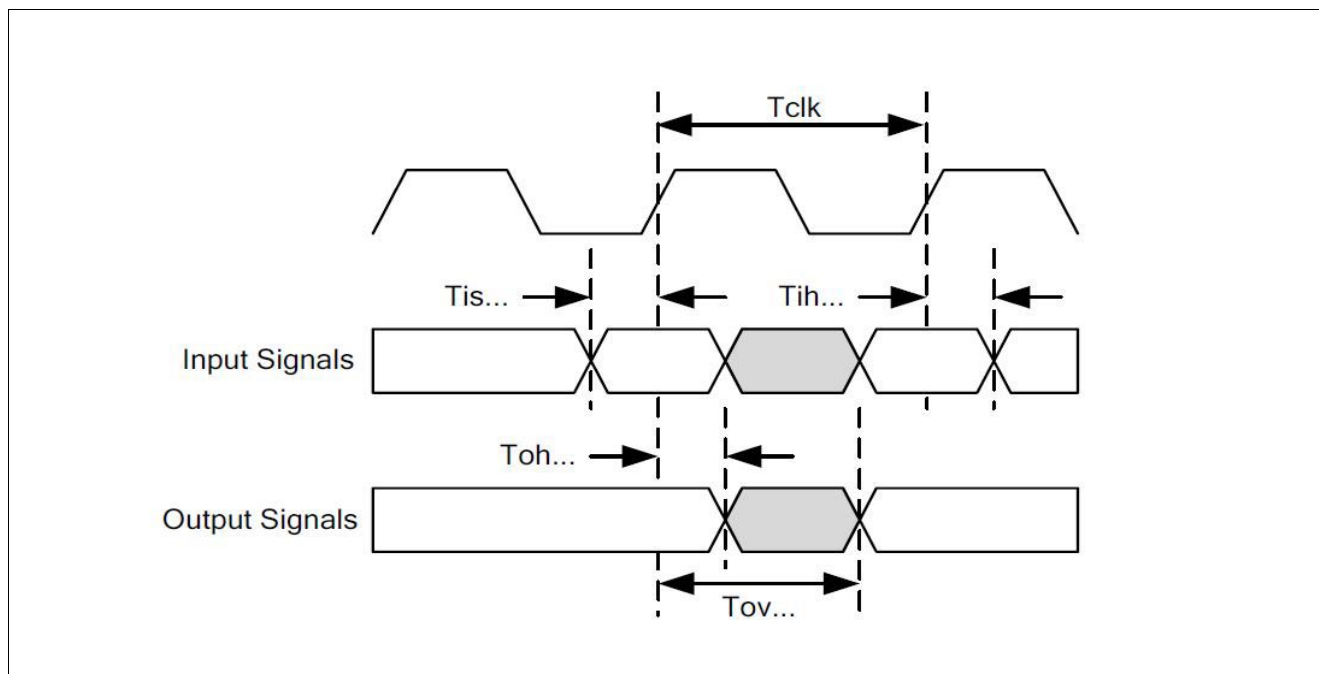 Tclk
Tis...
Tih...
Input Signals
Toh...
Output Signals
Tov...